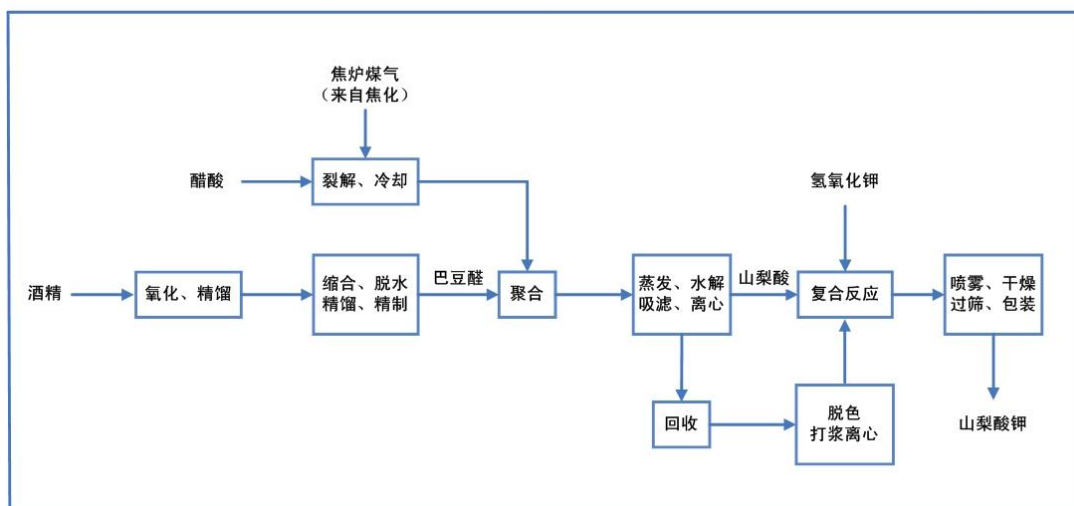 焦炉煤气
（来自焦化）
醋酸
裂解、冷却
氢氧化钾
酒精
氧化、精馏
缩合、脱水
精馏、精制
巴豆醛
聚合
蒸发、水解
吸滤、离心
山梨酸
复合反应
喷雾、干燥
过筛、包装
回收
脱色
打浆离心
山梨酸钾